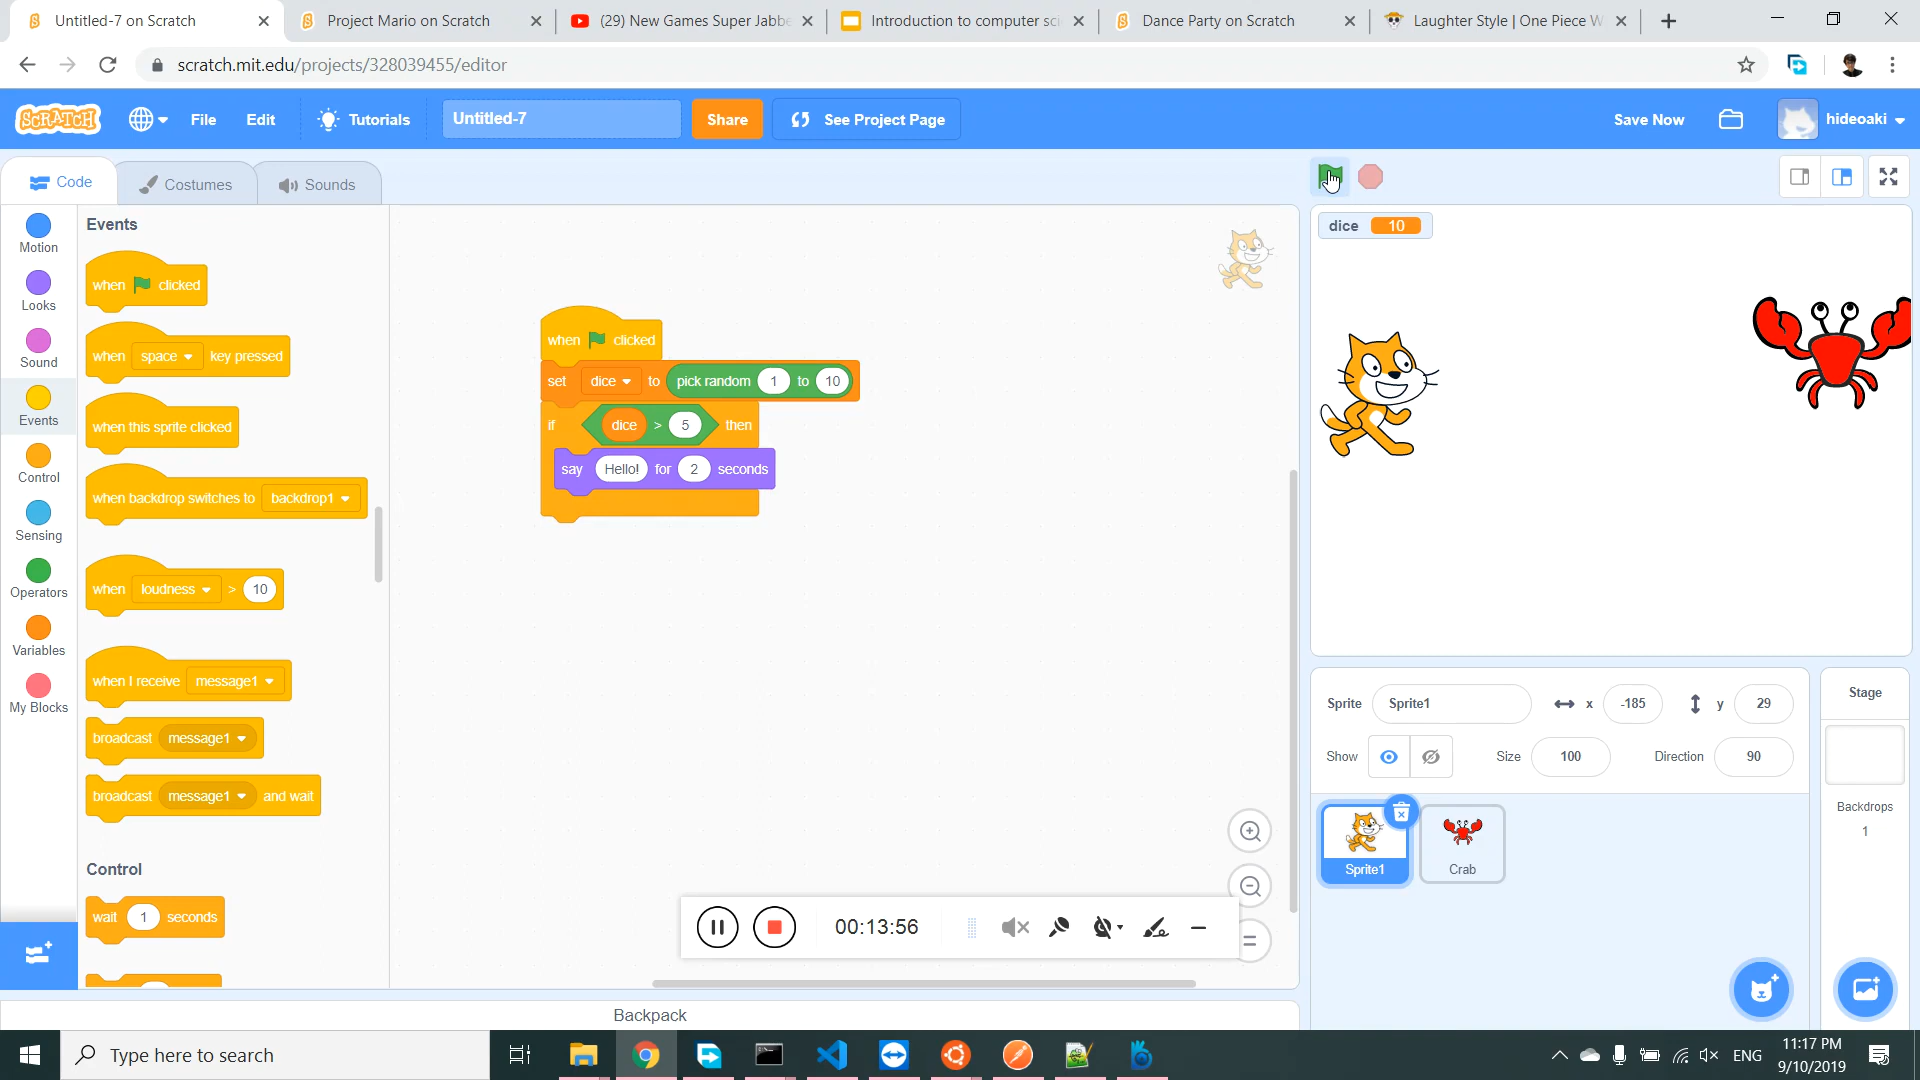 Untitled-7 on Scratch
Project Mario on Scratch
(29) New Games Super Jabbe
Introduction to computer sci
Dance Party on Scratch
Laughter Style | One Piece W
scratch.mit.edu/projects/328039455/editor
SCRATCH
File
Edit
Tutorials
Untitled-7
Share
See Project Page
Save Now
hideoaki
Code
Costumes
Sounds
Motion
Looks
Sound
Events
Control
Sensing
Operators
Variables
My Blocks
Events
when clicked
when space key pressed
when this sprite clicked
when backdrop switches to backdrop1
when loudness > 10
when I receive message1
broadcast message1
broadcast message1 and wait
Control
wait 1 seconds
when clicked
set dice to pick random 1 to 10
if dice > 5 then
say Hello! for 2 seconds
00:13:56
Backpack
dice 10
Sprite Sprite1 x -185 y 29
Show Size 100 Direction 90
Sprite1
Crab
Stage
Backdrops
1
Type here to search
ENG
11:17 PM
9/10/2019